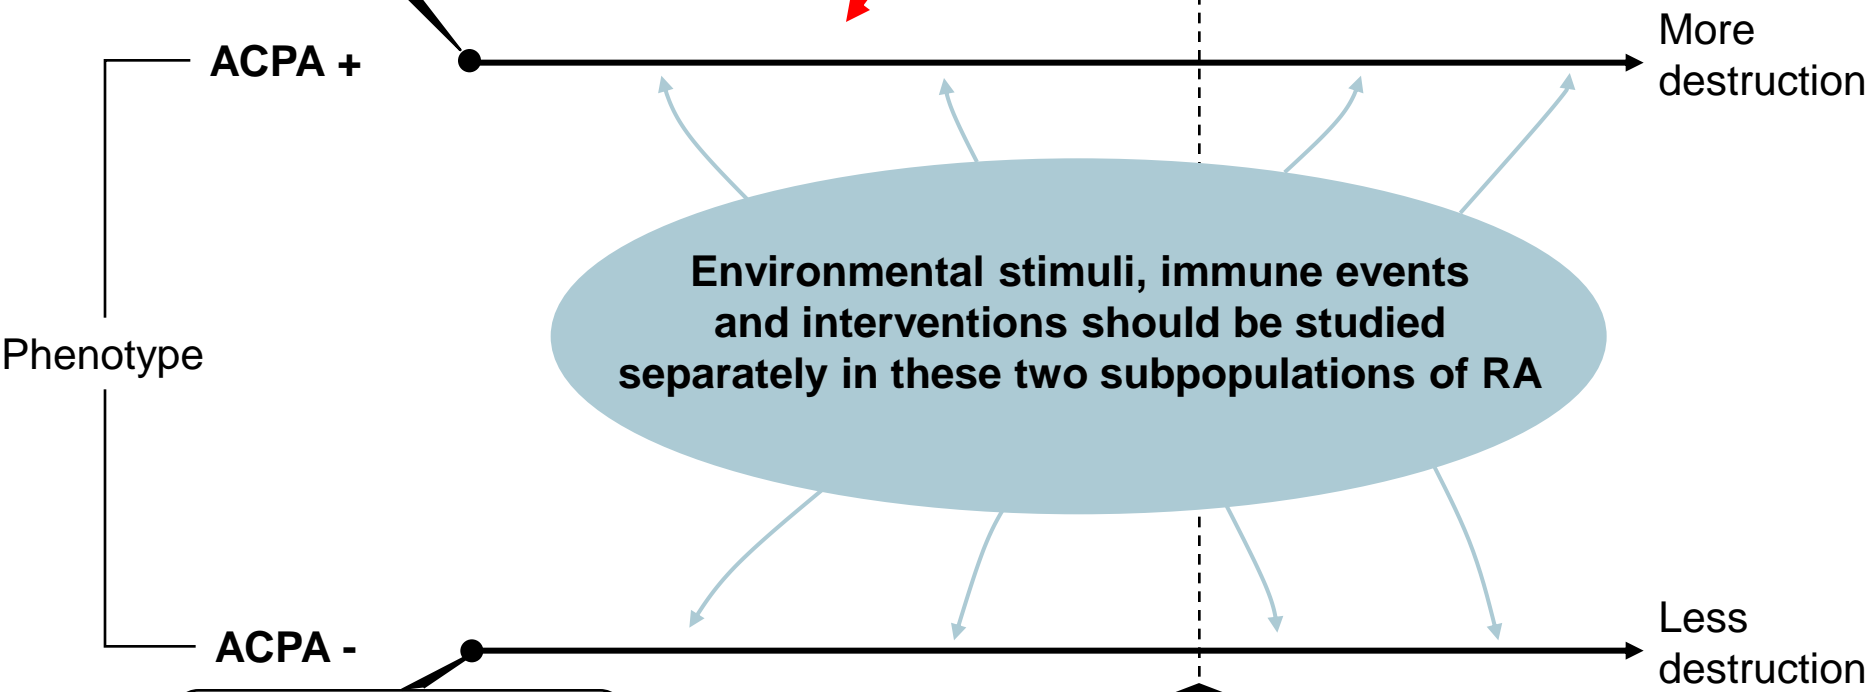 ACPA +
More
destruction
Environmental stimuli, immune events
and interventions should be studied
separately in these two subpopulations of RA
Phenotype
ACPA -
Less
destruction